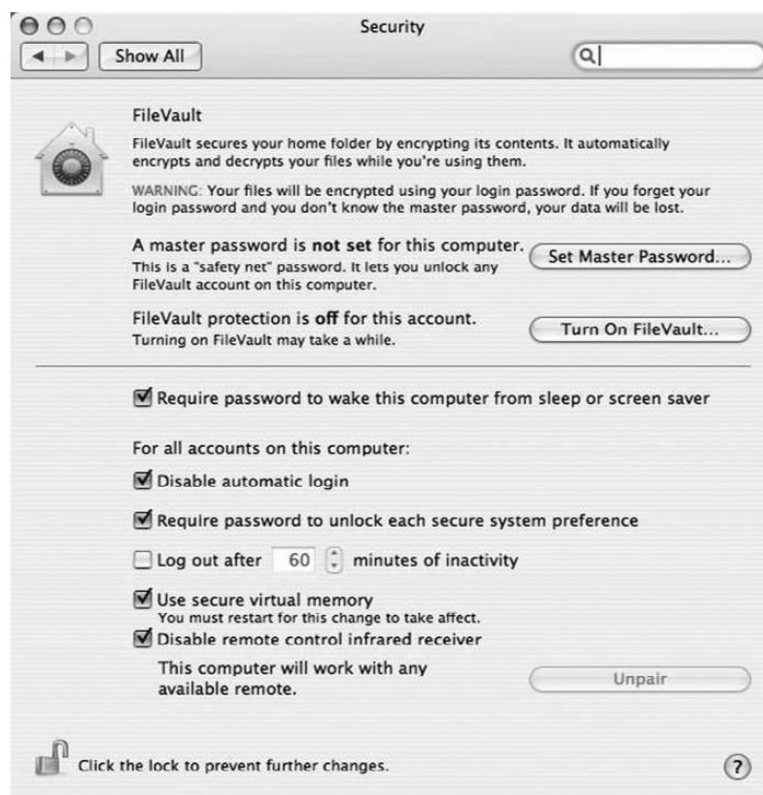 Security
Show All
FileVault
FileVault secures your home folder by encrypting its contents. It automatically
encrypts and decrypts your files while you're using them.
WARNING: Your files will be encrypted using your login password. If you forget your
login password and you don't know the master password, your data will be lost.
A master password is not set for this computer.
This is a "safety net" password. It lets you unlock any
FileVault account on this computer.
Set Master Password...
FileVault protection is off for this account.
Turning on FileVault may take a while.
Turn On FileVault...
Require password to wake this computer from sleep or screen saver
For all accounts on this computer:
Disable automatic login
Require password to unlock each secure system preference
Log out after 60 minutes of inactivity
Use secure virtual memory
You must restart for this change to take affect.
Disable remote control infrared receiver
This computer will work with any
available remote.
Unpair
Click the lock to prevent further changes.
?